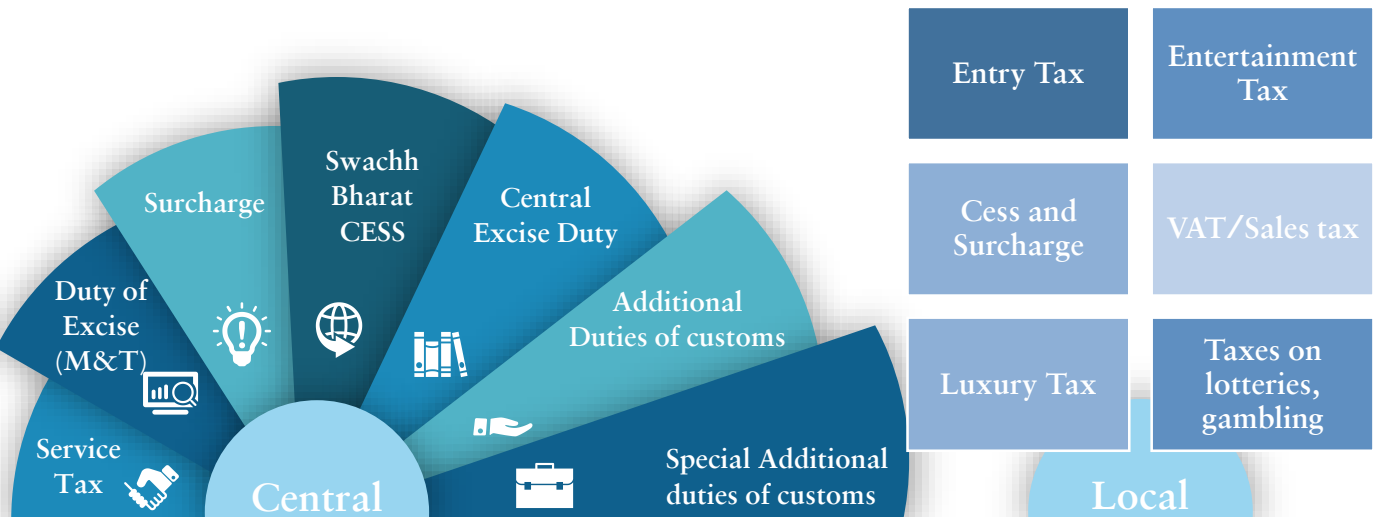 Service
Tax
Duty of
Excise
(M&T)
Surcharge
Swachh
Bharat
CESS
Central
Excise Duty
Additional
Duties of customs
Special Additional
duties of customs
Central
Entry Tax
Entertainment
Tax
Cess and
Surcharge
VAT/Sales tax
Luxury Tax
Taxes on
lotteries,
gambling
Local